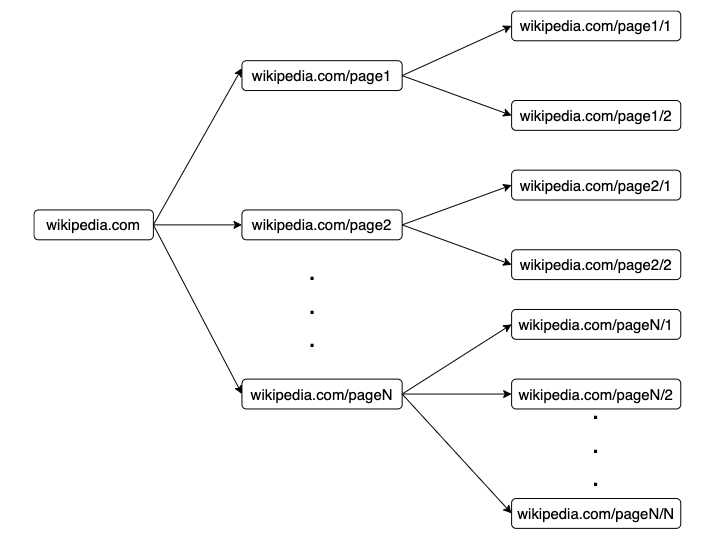 wikipedia.com/page1/1
wikipedia.com/page1
wikipedia.com/page1/2
wikipedia.com/page2/1
wikipedia.com
wikipedia.com/page2
wikipedia.com/page2/2
.
.
.
wikipedia.com/pageN/1
wikipedia.com/pageN
wikipedia.com/pageN/2
.
.
.
wikipedia.com/pageN/N